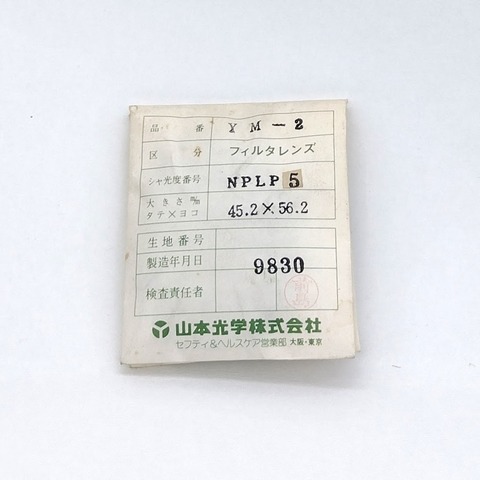 品 番 YM-2
区 分 フィルタレンズ
シャ光度番号 NPLP 5
大きさ m/m
タテ×ヨコ 45.2×56.2
生地番号
製造年月日 9830
検査責任者
山本光学株式会社
セフティ&ヘルスケア営業部 大阪・東京